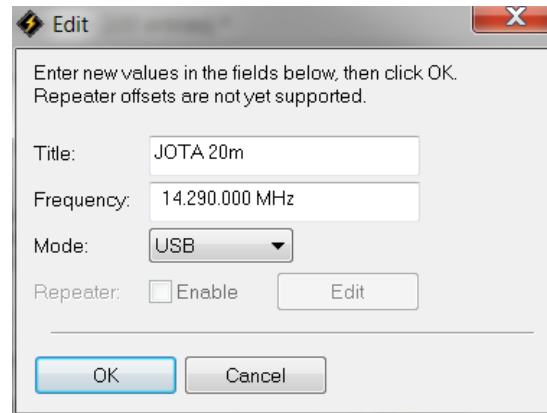 Edit
Enter new values in the fields below, then click OK.
Repeater offsets are not yet supported.
Title: JOTA 20m
Frequency: 14.290.000 MHz
Mode: USB
Repeater: Enable Edit
OK Cancel